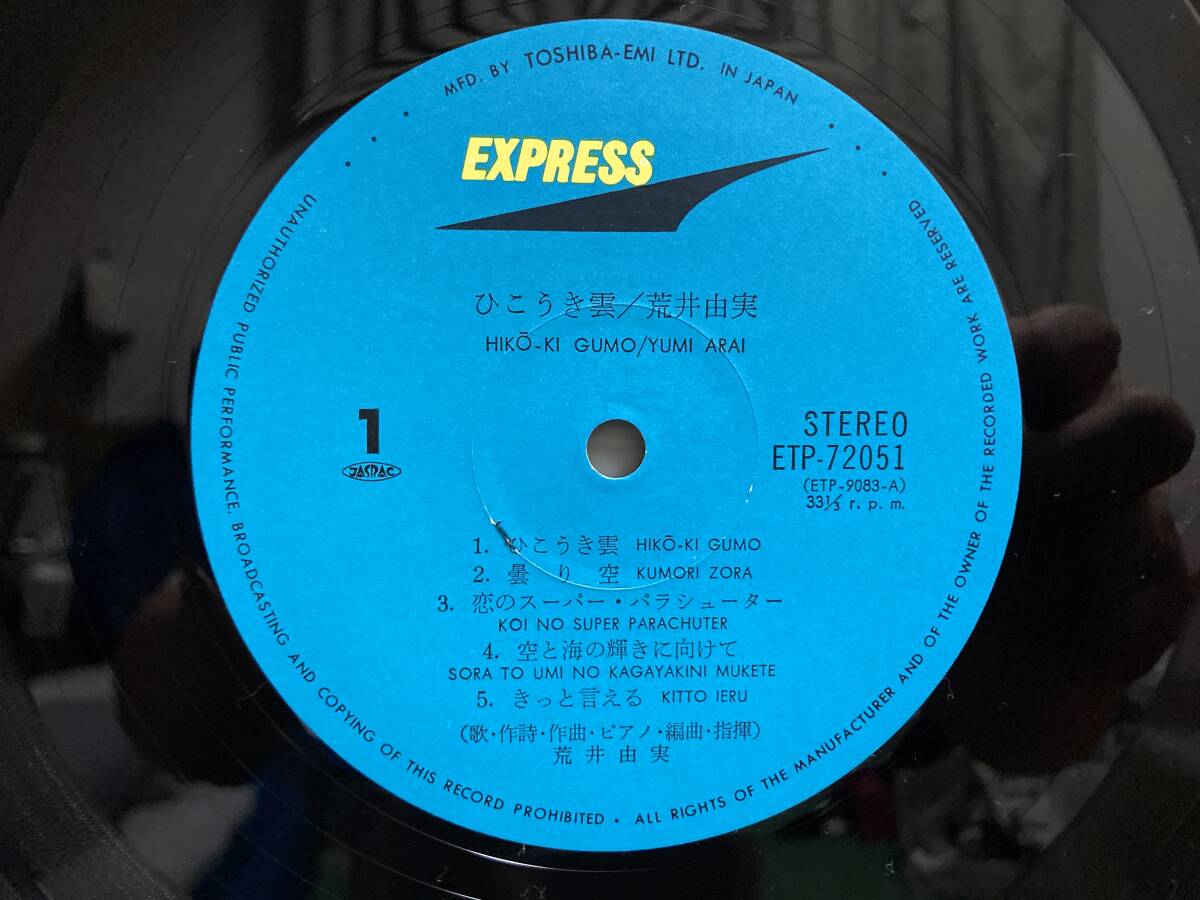 MFD. BY TOSHIBA-EMI LTD. IN JAPAN
EXPRESS
ひこうき雲／荒井由実
HIKŌ-KI GUMO/YUMI ARAI
1
JASRAC
STEREO
ETP-72051
(ETP-9083-A)
33⅓ r. p. m.
1. ひこうき雲 HIKŌ-KI GUMO
2. 曇り空 KUMORI ZORA
3. 恋のスーパー・パラシューター
KOI NO SUPER PARACHUTER
4. 空と海の輝きに向けて
SORA TO UMI NO KAGAYAKINI MUKETE
5. きっと言える KITTO IERU
(歌・作詩・作曲・ピアノ・編曲・指揮)
荒井由実
UNAUTHORIZED PUBLIC PERFORMANCE, BROADCASTING AND COPYING OF THIS RECORD PROHIBITED • ALL RIGHTS OF THE MANUFACTURER AND OF THE OWNER OF THE RECORDED WORK ARE RESERVED